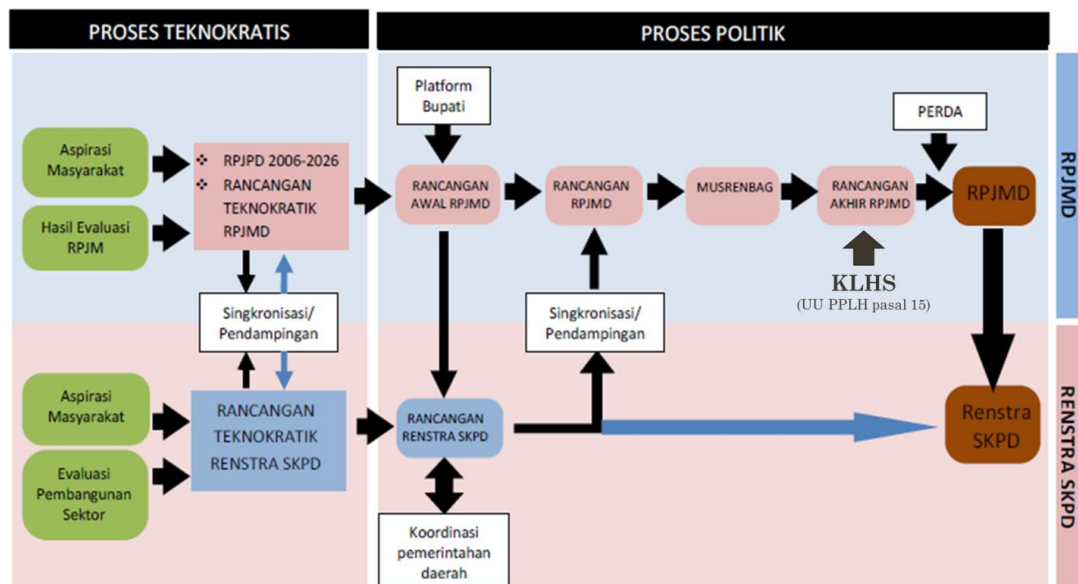 PROSES TEKNOKRATIS
PROSES POLITIK
Platform
Bupati
PERDA
Aspirasi
Masyarakat
Hasil Evaluasi
RPJM
❖ RPJPD 2006-2026
❖ RANCANGAN
TEKNOKRATIK
RPJMD
RANCANGAN
AWAL RPJMD
RANCANGAN
RPJMD
MUSRENBAG
RANCANGAN
AKHIR RPJMD
RPJMD
RPJMD
KLHS
(UU PPLH pasal 15)
Singkronisasi/
Pendampingan
Singkronisasi/
Pendampingan
Aspirasi
Masyarakat
Evaluasi
Pembangunan
Sektor
RANCANGAN
TEKNOKRATIK
RENSTRA SKPD
RANCANGAN
RENSTRA SKPD
Renstra
SKPD
RENSTRA SKPD
Koordinasi
pemerintahan
daerah